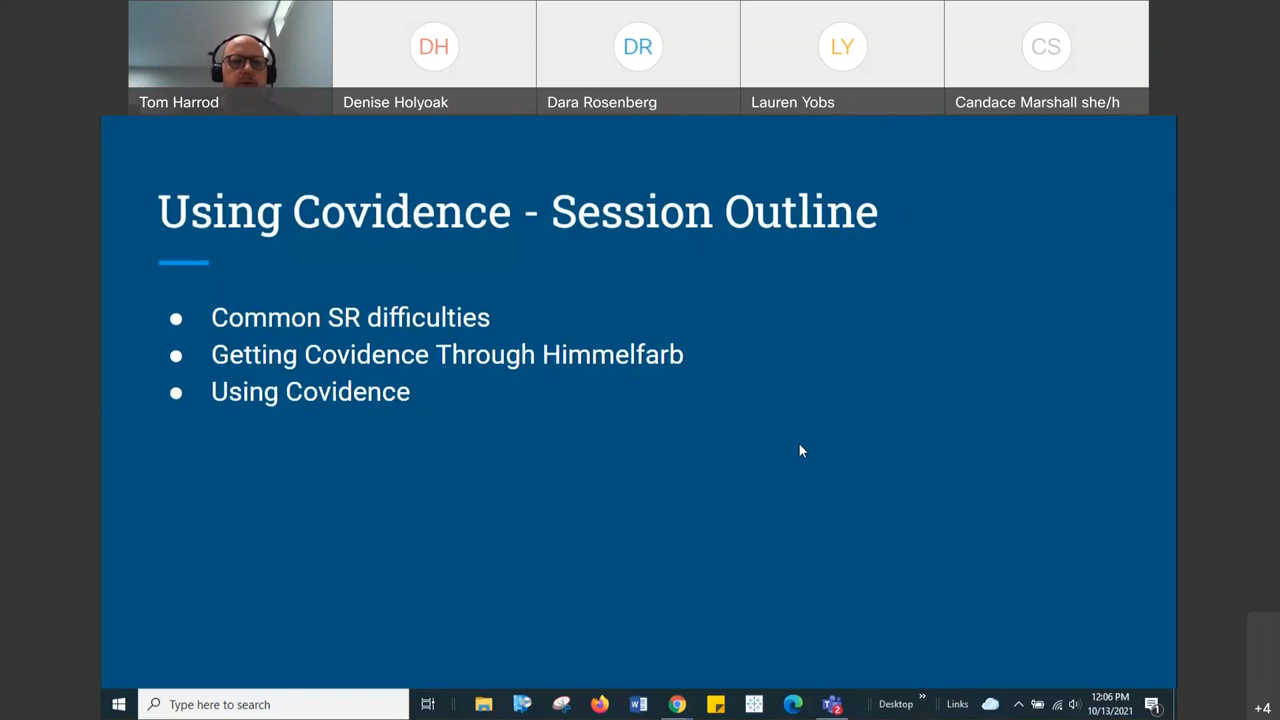 DH
DR
LY
CS
Tom Harrod
Denise Holyoak
Dara Rosenberg
Lauren Yobs
Candace Marshall she/h
Using Covidence - Session Outline
● Common SR difficulties
● Getting Covidence Through Himmelfarb
● Using Covidence
Type here to search
Desktop
»
Links
12:06 PM
10/13/2021
2
1
+4